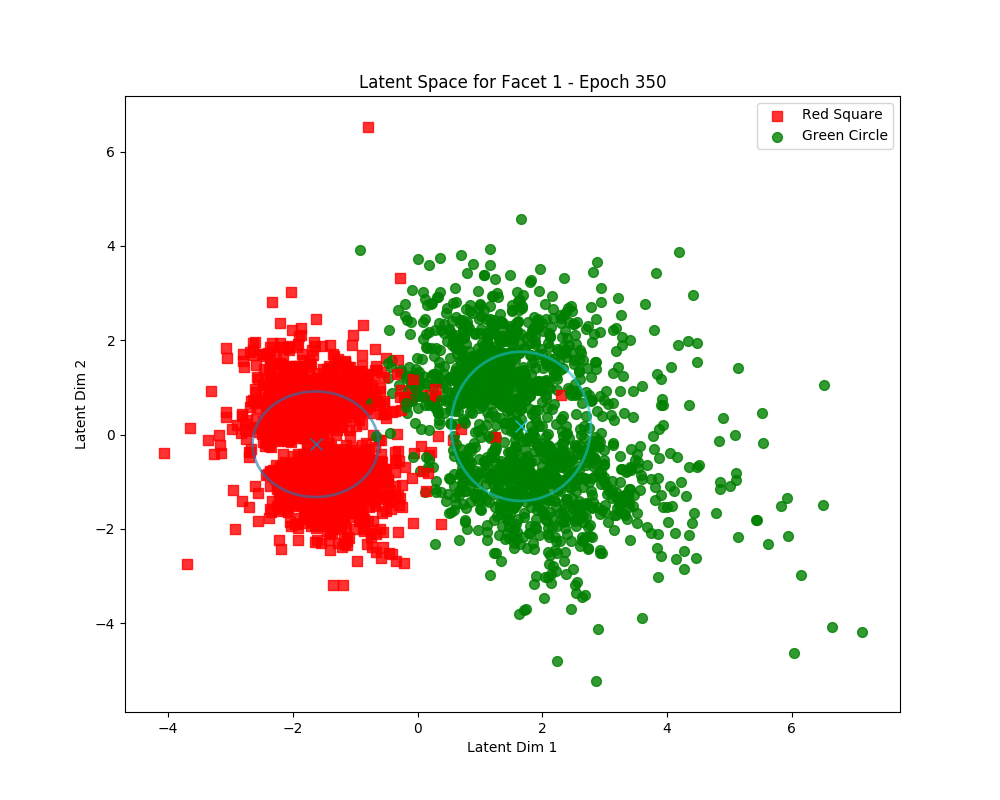 Latent Space for Facet 1 - Epoch 350
Red Square
Green Circle
6
4
2
0
−2
−4
Latent Dim 2
−4
−2
0
2
4
6
Latent Dim 1